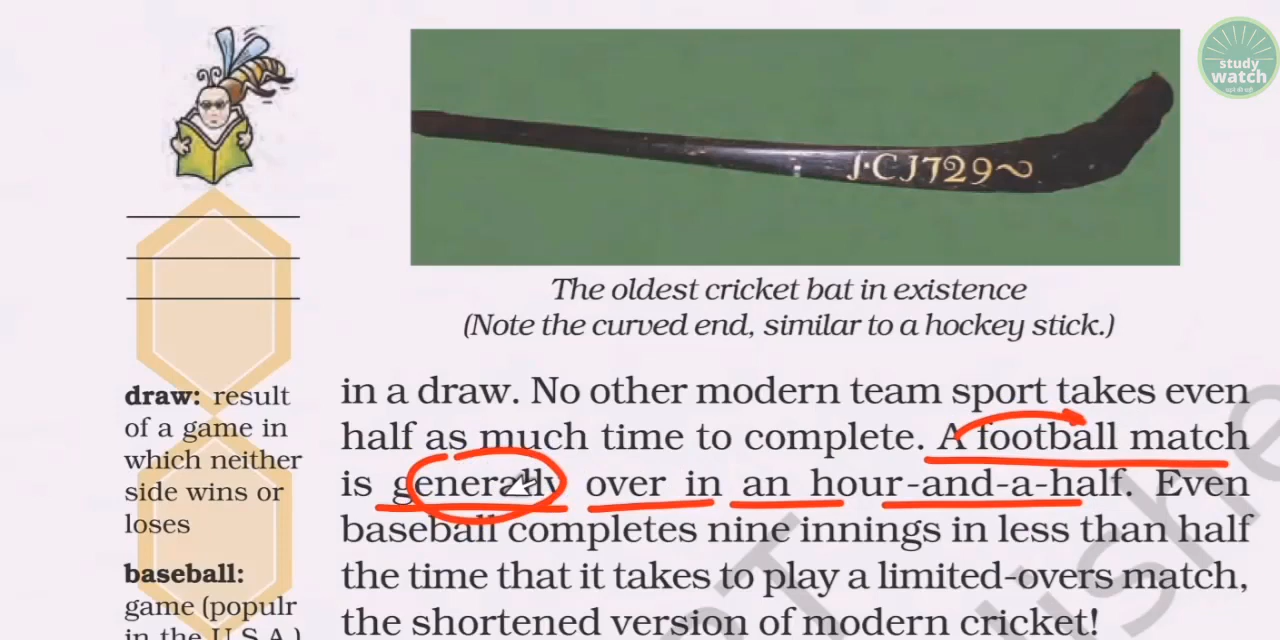 study
watch
J·CJ729~
The oldest cricket bat in existence
(Note the curved end, similar to a hockey stick.)
draw: result
of a game in
which neither
side wins or
loses
baseball:
game (populr
in the U.S.A.)
in a draw. No other modern team sport takes even
half as much time to complete. A football match
is generally over in an hour-and-a-half. Even
baseball completes nine innings in less than half
the time that it takes to play a limited-overs match,
the shortened version of modern cricket!